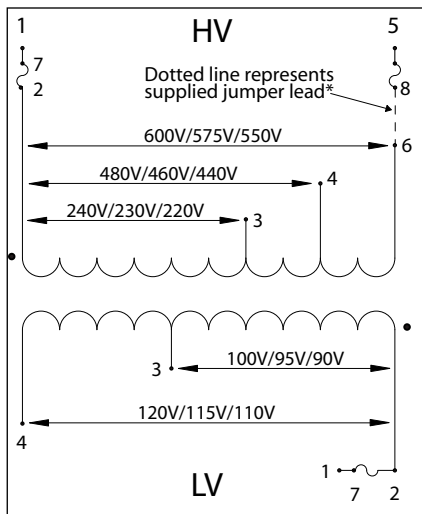 1 HV 5
7
2 8
Dotted line represents
supplied jumper lead*
600V/575V/550V
6
480V/460V/440V
4
240V/230V/220V
3
3 100V/95V/90V
120V/115V/110V
4
1 7 2
LV